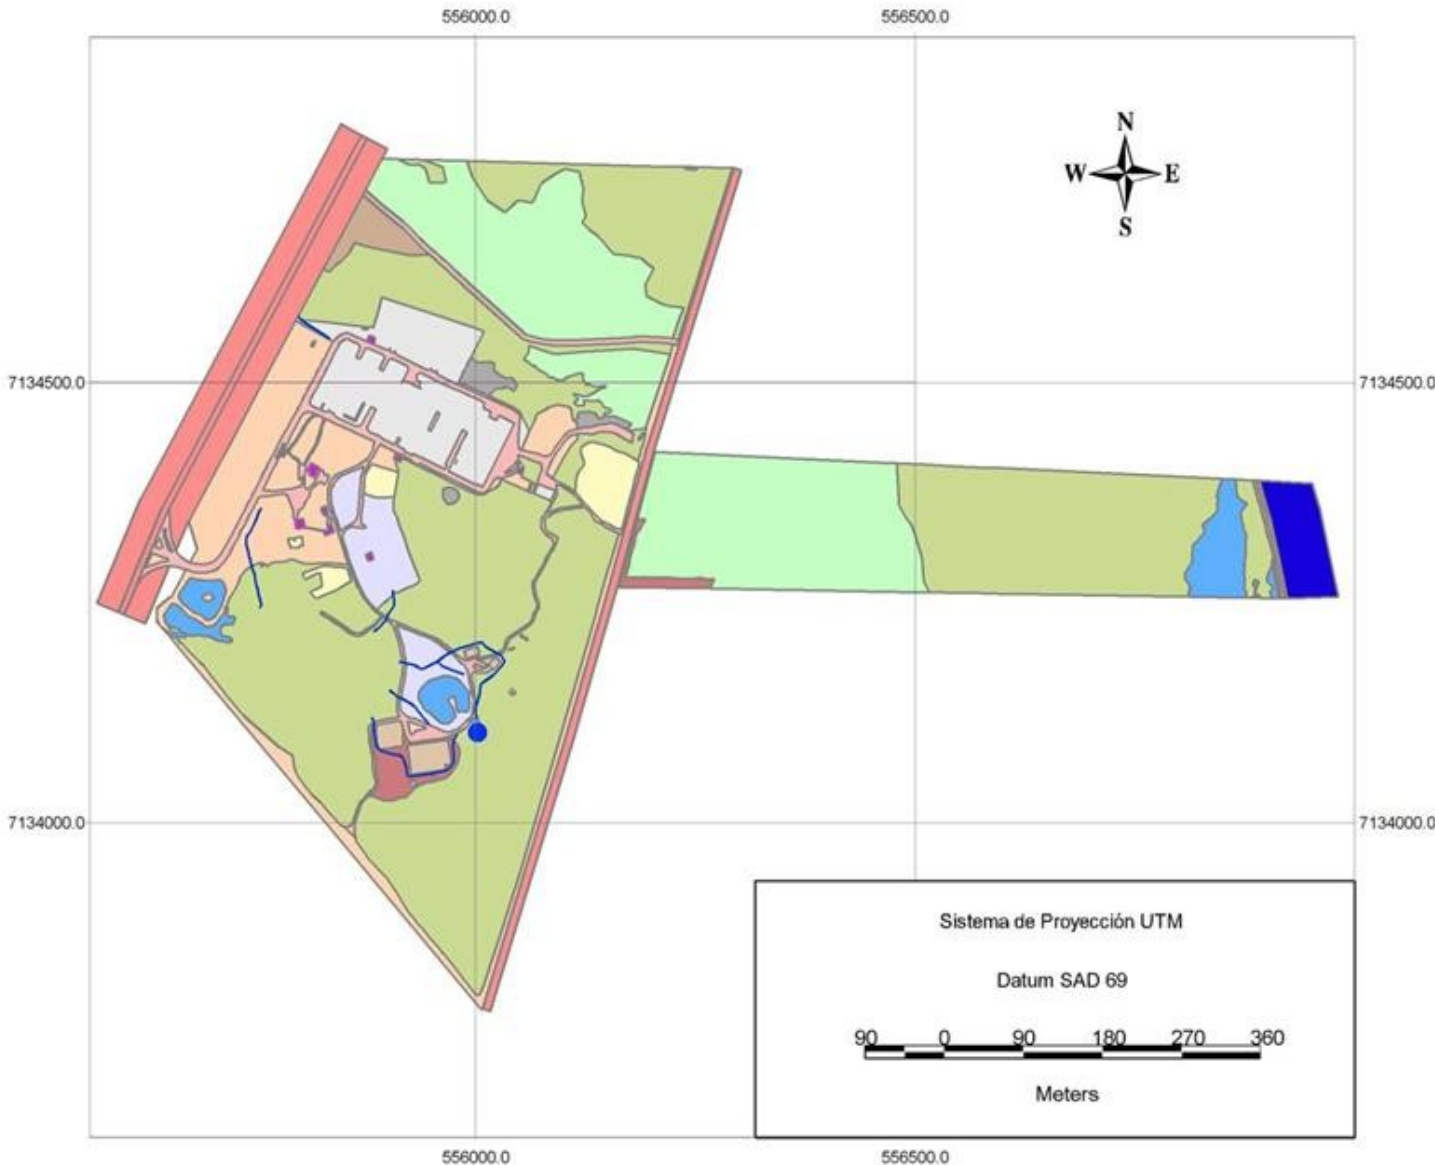 556000.0 556500.0
N
W E
S
7134500.0 7134500.0
7134000.0 7134000.0
Sistema de Proyección UTM
Datum SAD 69
90 0 90 180 270 360
Meters
556000.0 556500.0